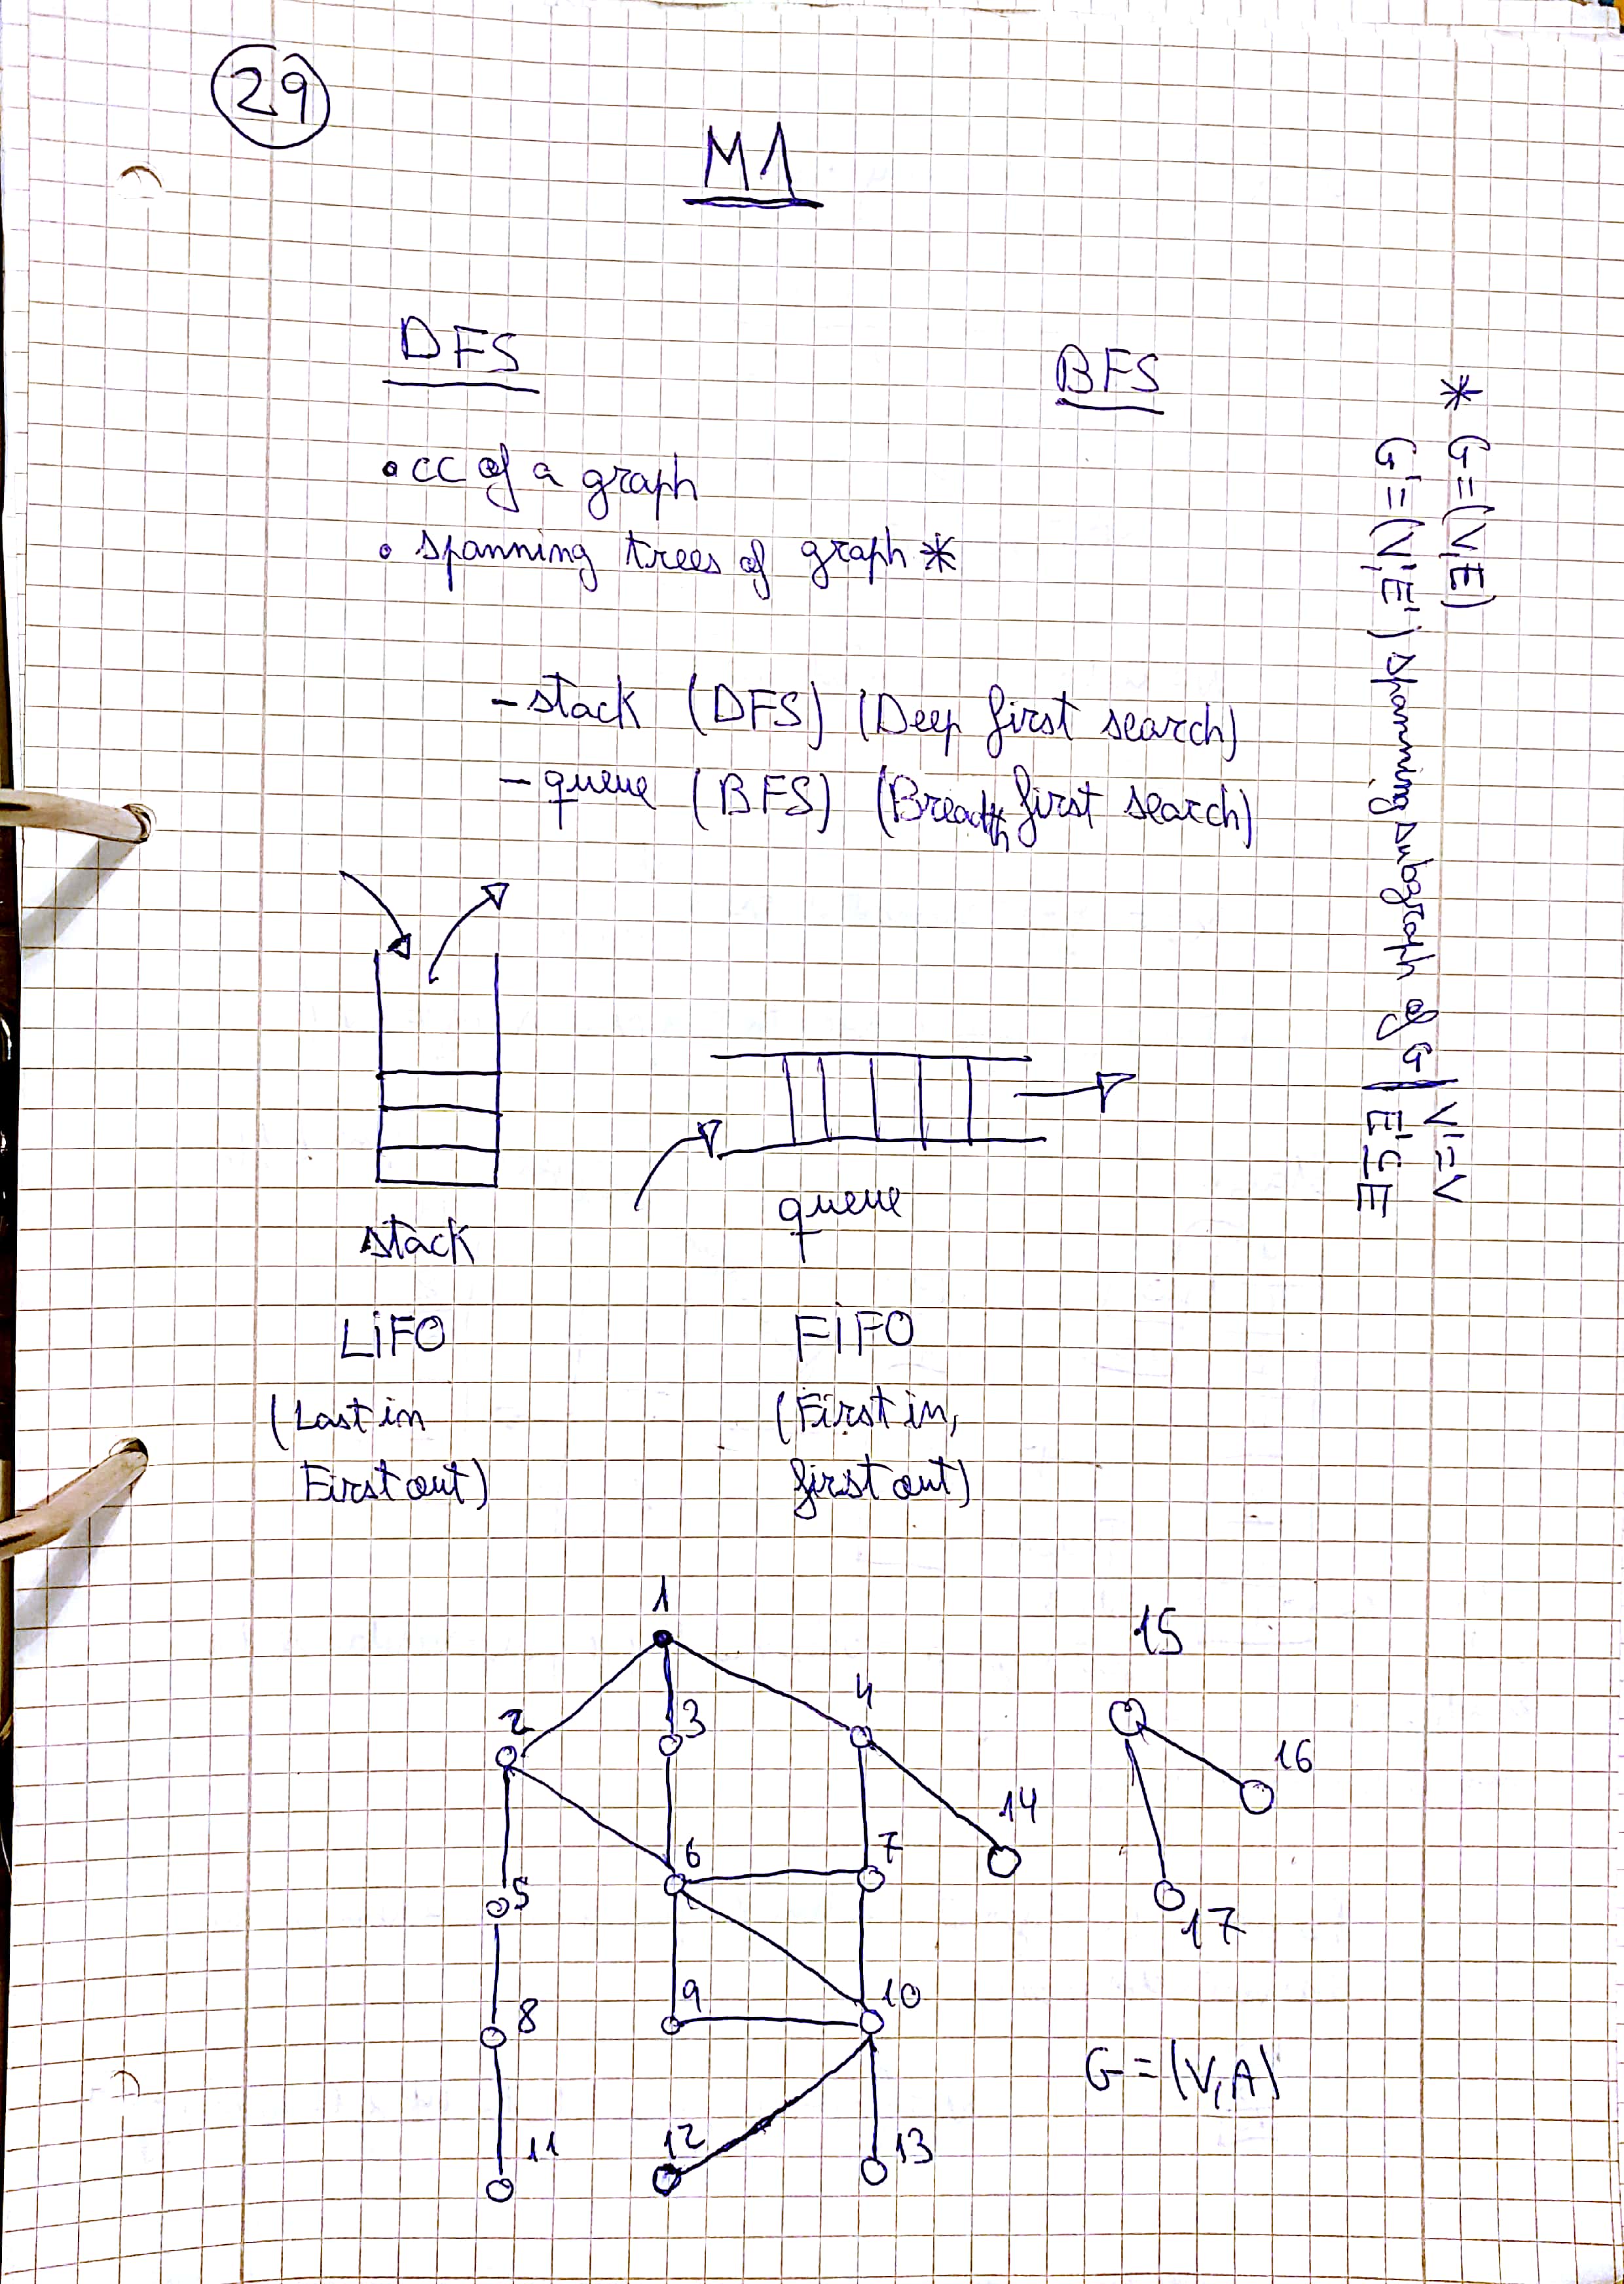 29
M1
DFS
BFS
• CC of a graph
• spanning trees of graph *
- stack (DFS) (Deep first search)
- queue (BFS) (Breadth first search)
* G = (V,E)
G' = (V',E') spanning subgraph of G | V' = V
E' ⊆ E
stack
queue
LiFO
FiFO
(Last in
First out)
(First in,
first out)
1
2
3
4
5
6
7
8
9
10
11
12
13
14
15
16
17
G = (V,A)